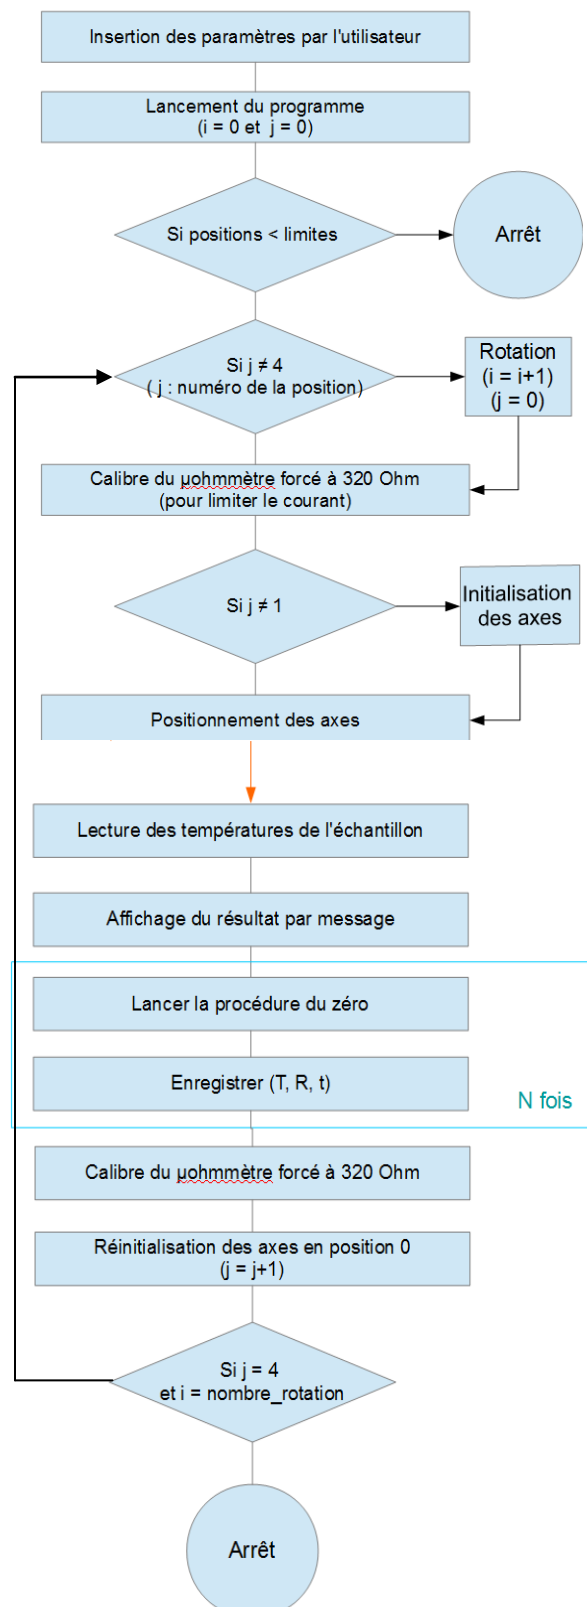 Insertion des paramètres par l'utilisateur
Lancement du programme
(i = 0 et j = 0)
Si positions < limites
Arrêt
Si j ≠ 4
( j : numéro de la position)
Rotation
(i = i+1)
(j = 0)
Calibre du µohmmètre forcé à 320 Ohm
(pour limiter le courant)
Si j ≠ 1
Initialisation
des axes
Positionnement des axes
Lecture des températures de l'échantillon
Affichage du résultat par message
Lancer la procédure du zéro
Enregistrer (T, R, t)
N fois
Calibre du µohmmètre forcé à 320 Ohm
Réinitialisation des axes en position 0
(j = j+1)
Si j = 4
et i = nombre_rotation
Arrêt